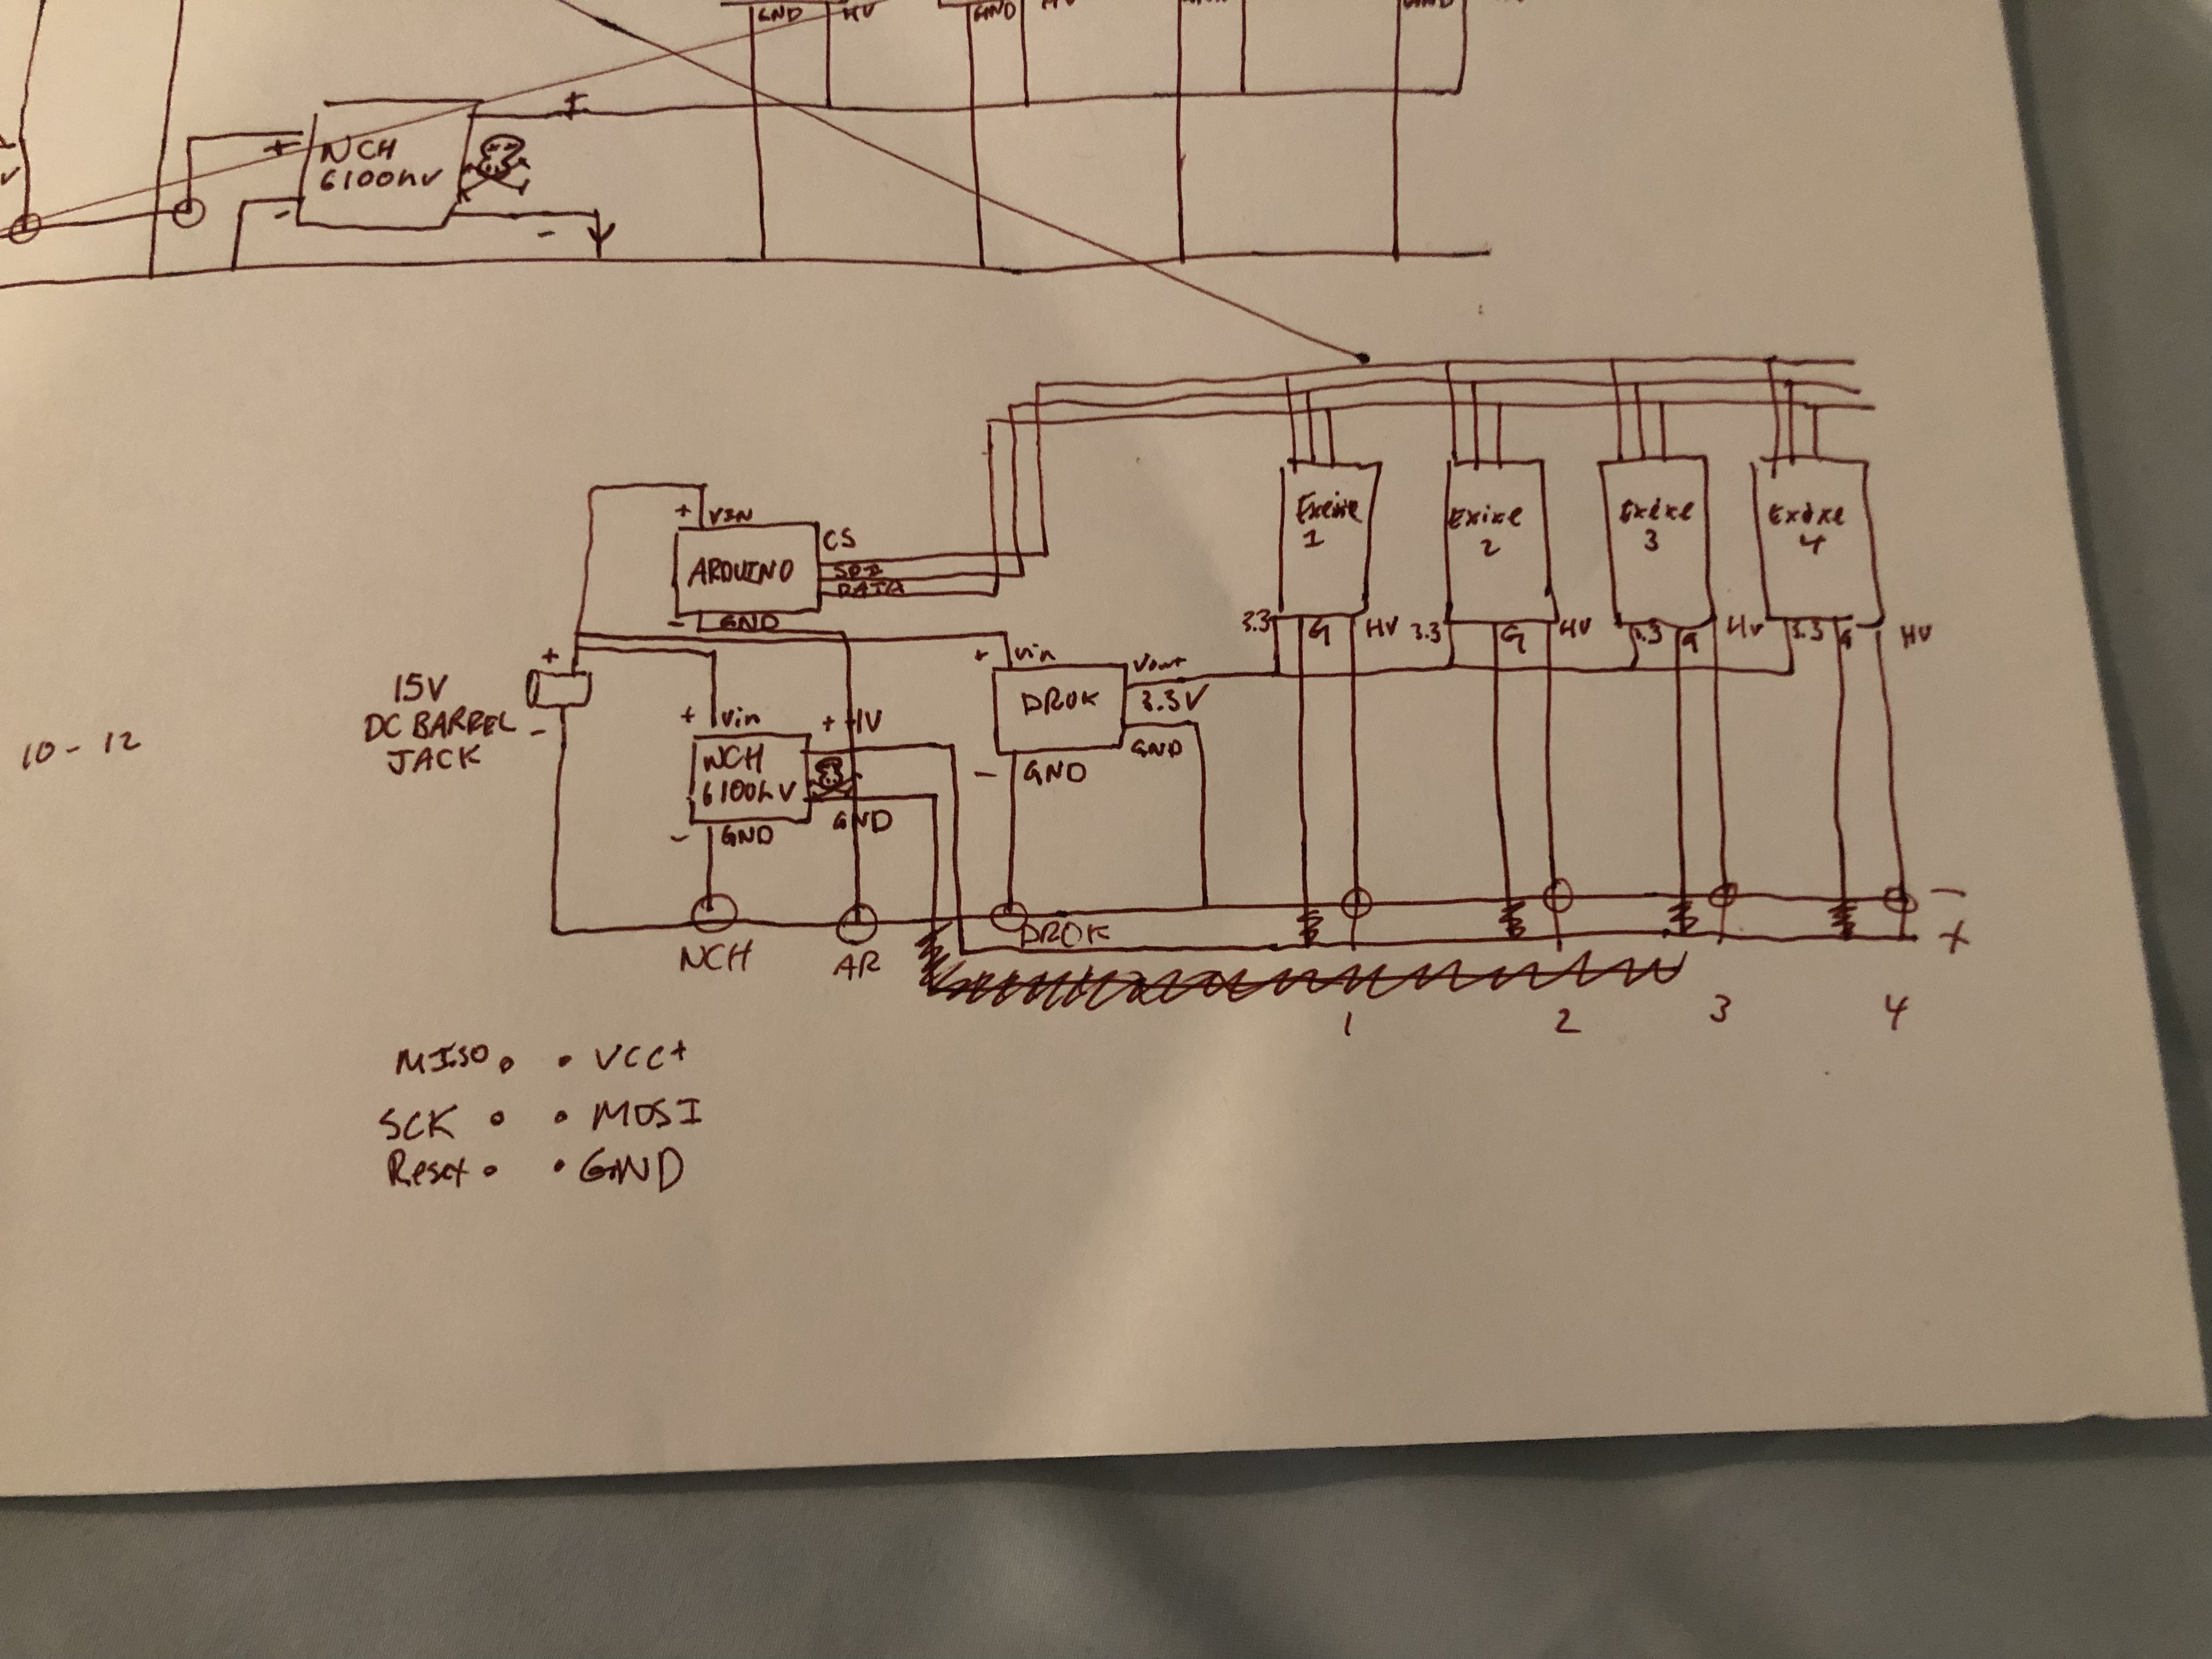 GND HV GND HV GND
+ NCH
6100HV
-
+
-
+ VIN
ARDUINO
CS
SPI
DATA
- GND
Exixe
1
Exixe
2
Exixe
3
Exixe
4
3.3 G HV 3.3 G HV 3.3 G HV 3.3 G HV
+
15V
DC BARREL
JACK
-
10-12
+ Vin
NCH
6100HV
- GND
+ HV
GND
+ Vin
DROK
Vout
3.3V
GND
- GND
NCH
AR
DROK
-
+
1 2 3 4
MISO VCC+
SCK MOSI
Reset GND